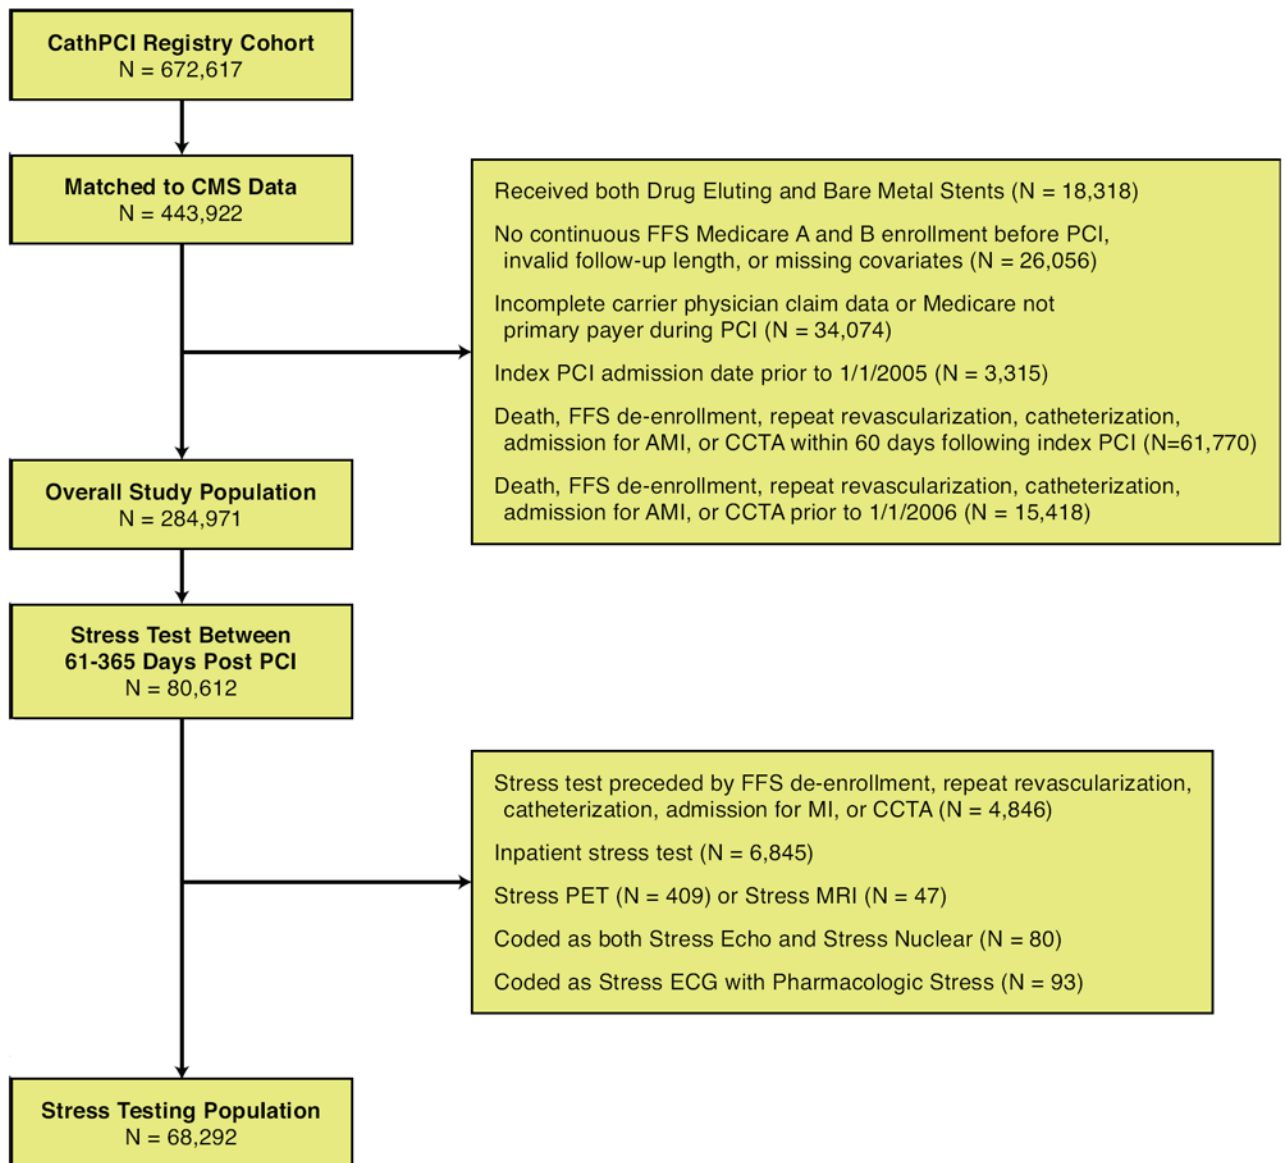 CathPCI Registry Cohort
N = 672,617
Matched to CMS Data
N = 443,922
Received both Drug Eluting and Bare Metal Stents (N = 18,318)
No continuous FFS Medicare A and B enrollment before PCI,
invalid follow-up length, or missing covariates (N = 26,056)
Incomplete carrier physician claim data or Medicare not
primary payer during PCI (N = 34,074)
Index PCI admission date prior to 1/1/2005 (N = 3,315)
Death, FFS de-enrollment, repeat revascularization, catheterization,
admission for AMI, or CCTA within 60 days following index PCI (N=61,770)
Death, FFS de-enrollment, repeat revascularization, catheterization,
admission for AMI, or CCTA prior to 1/1/2006 (N = 15,418)
Overall Study Population
N = 284,971
Stress Test Between
61-365 Days Post PCI
N = 80,612
Stress test preceded by FFS de-enrollment, repeat revascularization,
catheterization, admission for MI, or CCTA (N = 4,846)
Inpatient stress test (N = 6,845)
Stress PET (N = 409) or Stress MRI (N = 47)
Coded as both Stress Echo and Stress Nuclear (N = 80)
Coded as Stress ECG with Pharmacologic Stress (N = 93)
Stress Testing Population
N = 68,292